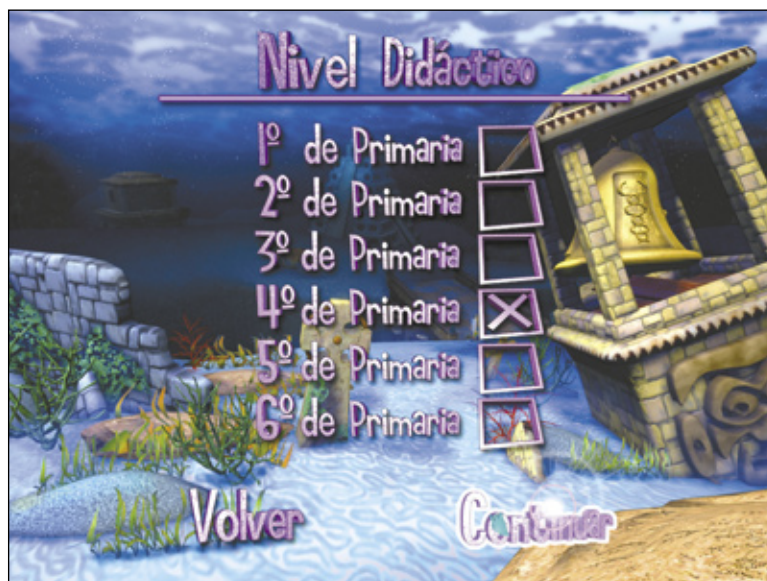 Nivel Didáctico
1º de Primaria
2º de Primaria
3º de Primaria
4º de Primaria
5º de Primaria
6º de Primaria
Volver
Continuar